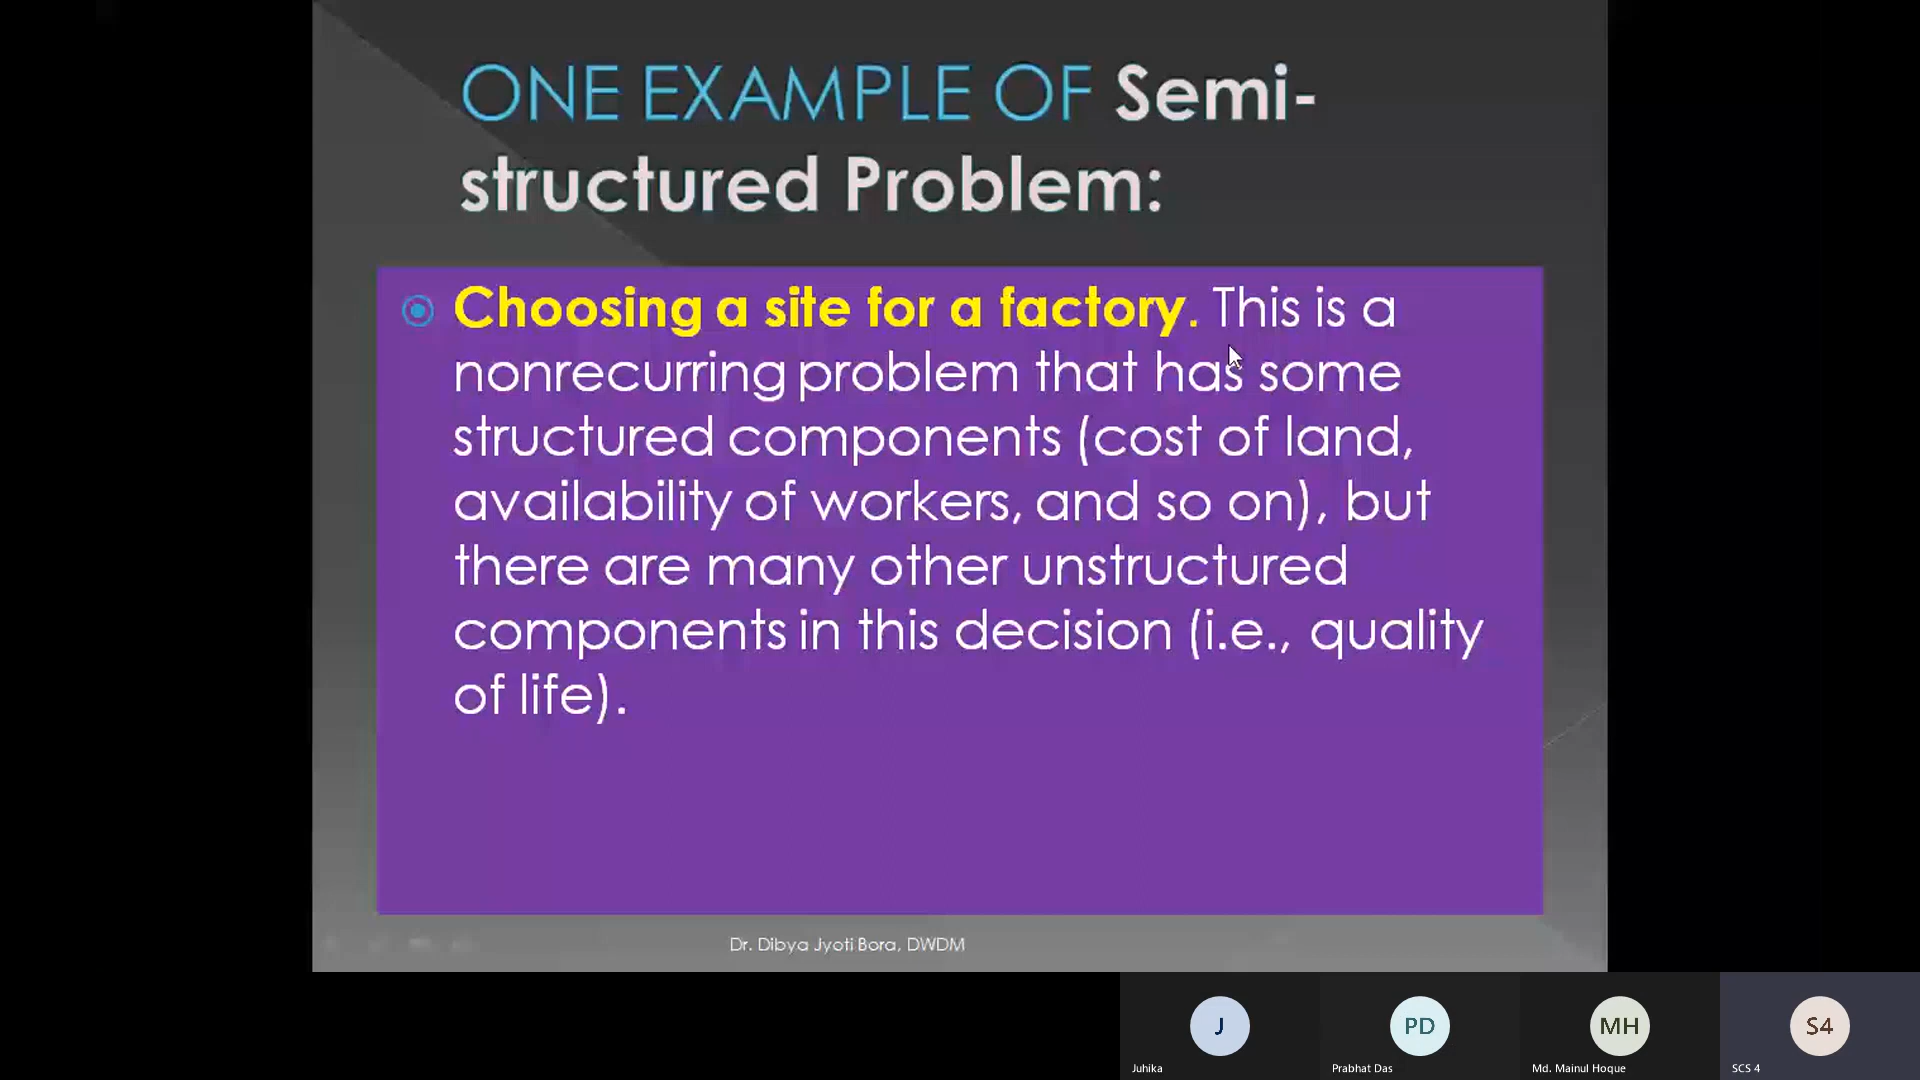 ONE EXAMPLE OF Semi-
structured Problem:
Choosing a site for a factory. This is a
nonrecurring problem that has some
structured components (cost of land,
availability of workers, and so on), but
there are many other unstructured
components in this decision (i.e., quality
of life).
Dr. Dibya Jyoti Bora, DWDM
J
PD
MH
S4
Juhika
Prabhat Das
Md. Mainul Hoque
SCS 4